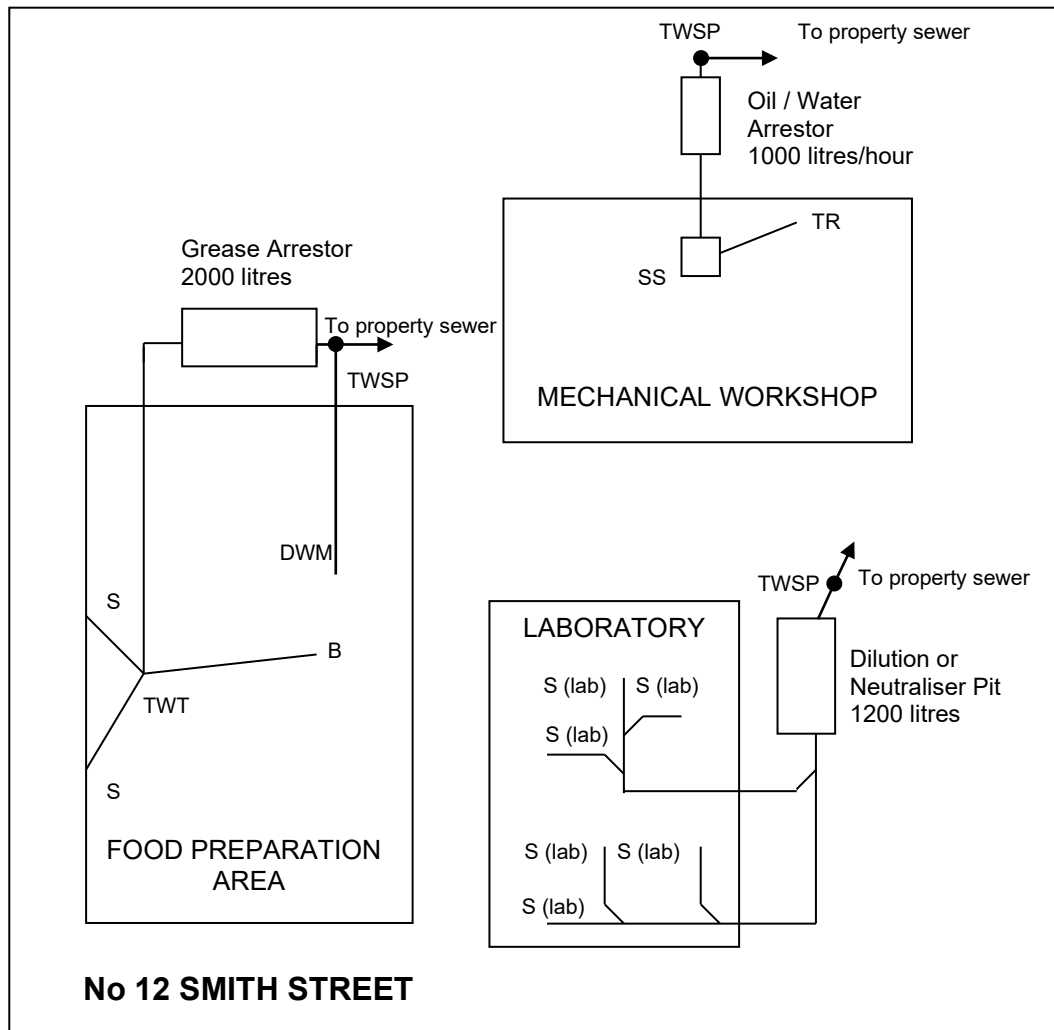 TWSP
To property sewer
Oil / Water
Arrestor
1000 litres/hour
TR
SS
MECHANICAL WORKSHOP
Grease Arrestor
2000 litres
To property sewer
TWSP
DWM
S
B
TWT
S
FOOD PREPARATION
AREA
TWSP
To property sewer
LABORATORY
S (lab) S (lab)
S (lab)
Dilution or
Neutraliser Pit
1200 litres
S (lab) S (lab)
S (lab)
No 12 SMITH STREET